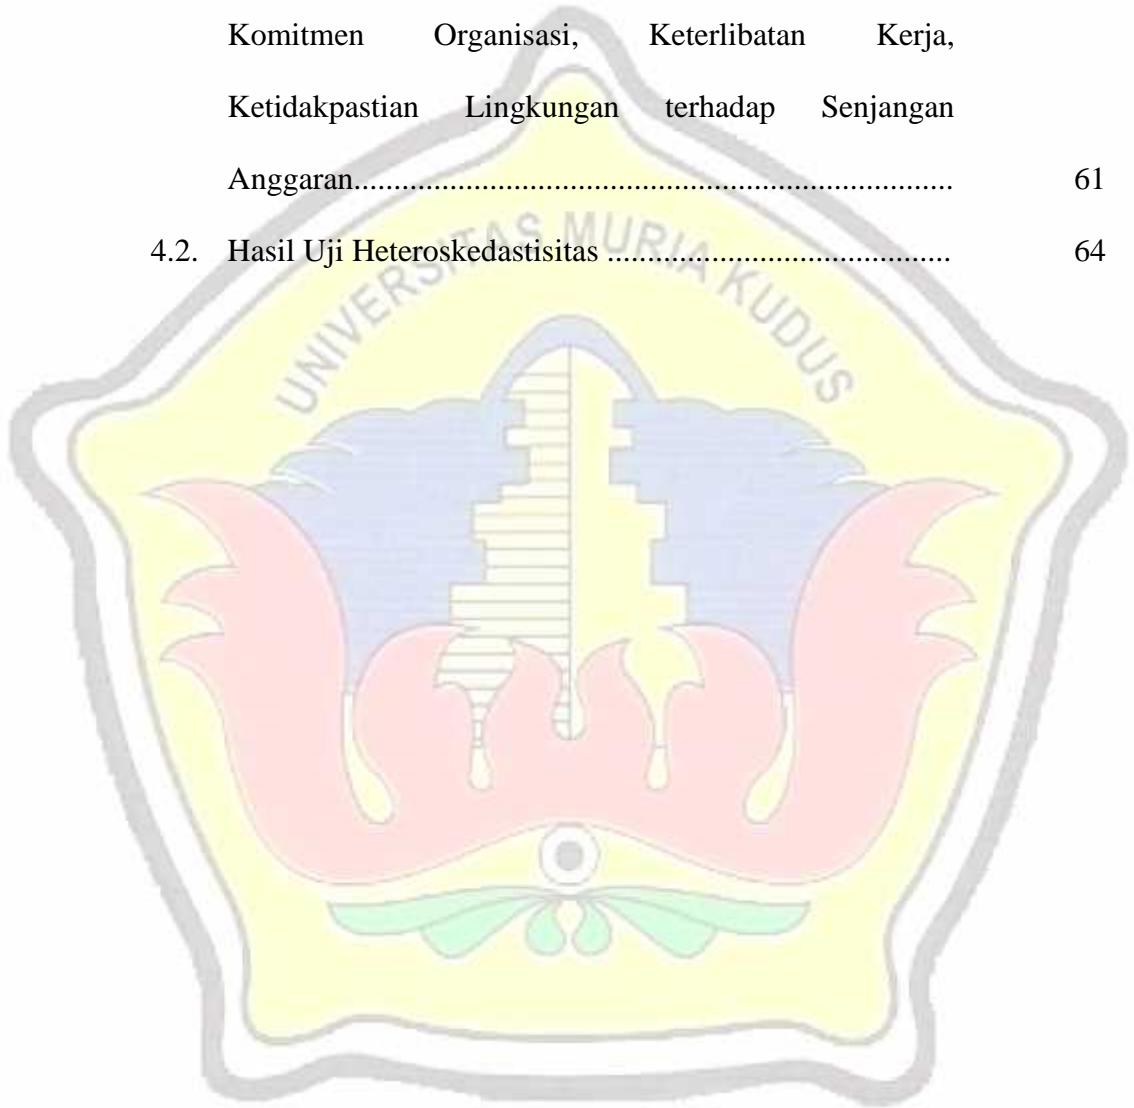 Komitmen Organisasi, Keterlibatan Kerja,
Ketidakpastian Lingkungan terhadap Senjangan
Anggaran............................................................... 61
4.2. Hasil Uji Heteroskedastisitas .................................... 64
UNIVERSITAS MURIA KUDUS